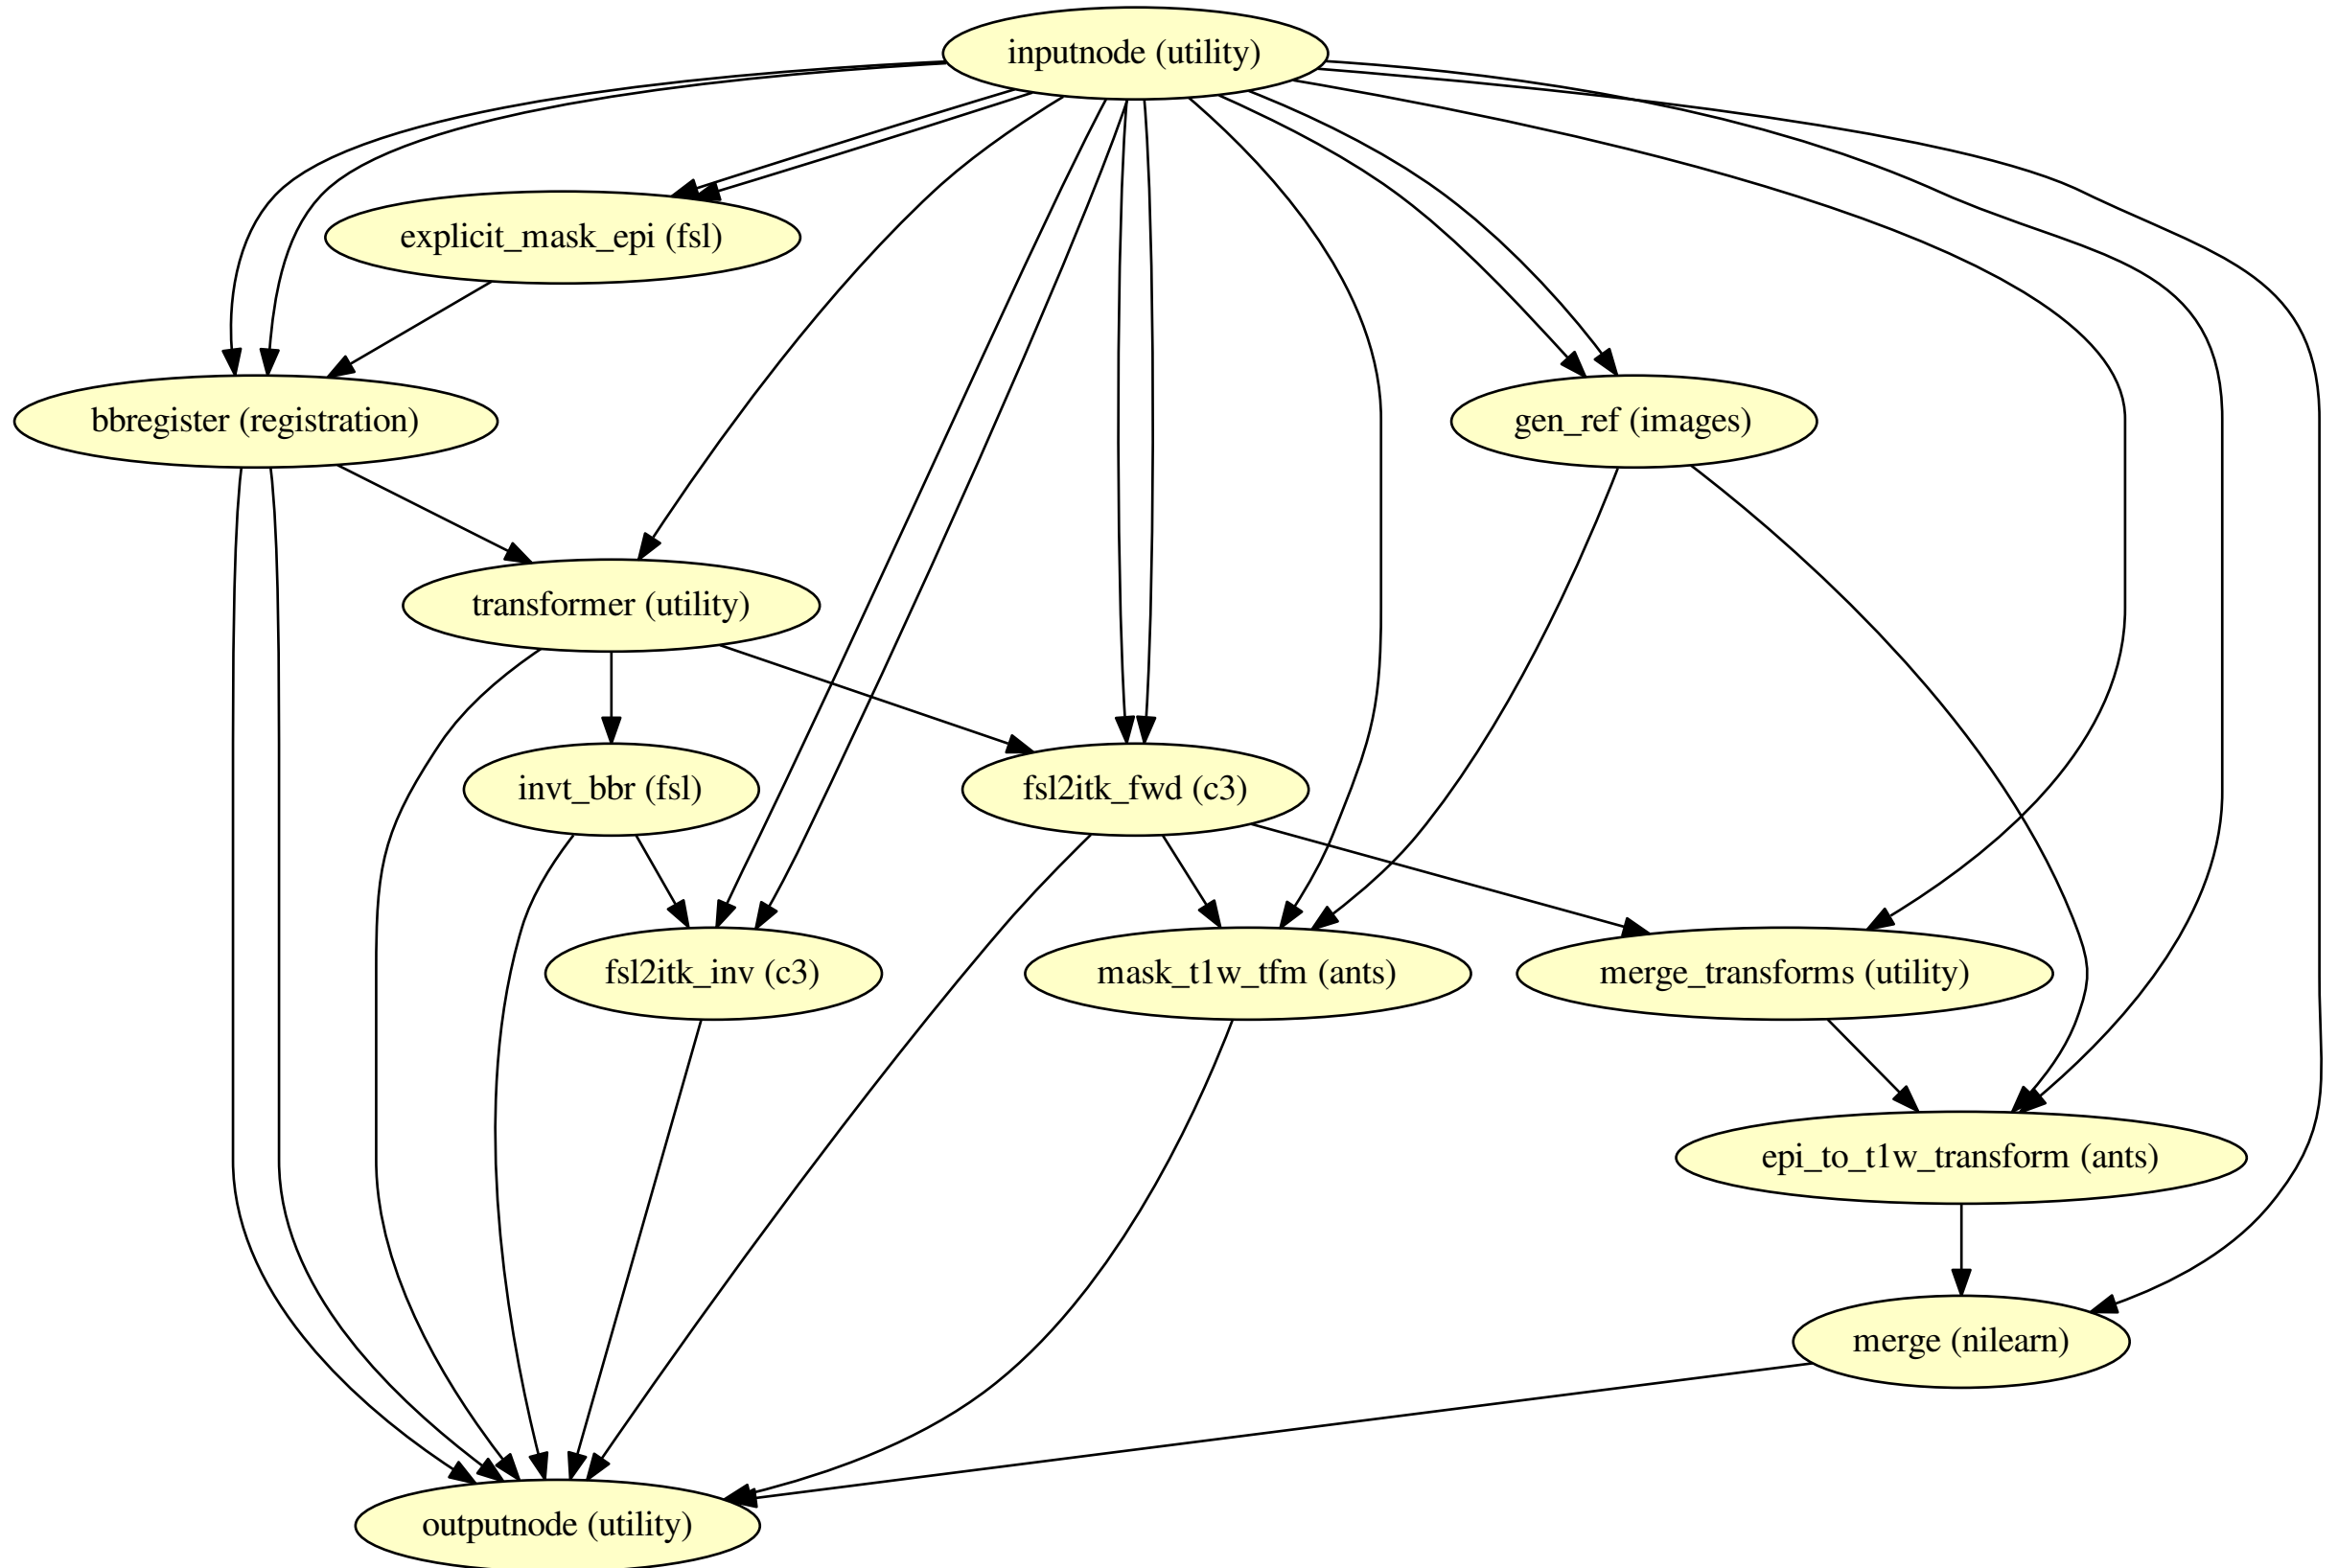 inputnode (utility)
explicit_mask_epi (fsl)
bbregister (registration)
gen_ref (images)
transformer (utility)
invt_bbr (fsl)
fsl2itk_fwd (c3)
fsl2itk_inv (c3)
mask_t1w_tfm (ants)
merge_transforms (utility)
epi_to_t1w_transform (ants)
merge (nilearn)
outputnode (utility)